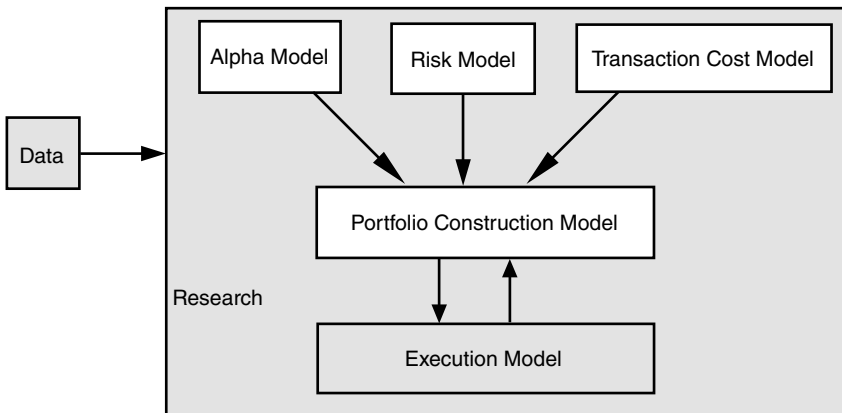 Alpha Model
Risk Model
Transaction Cost Model
Data
Portfolio Construction Model
Research
Execution Model